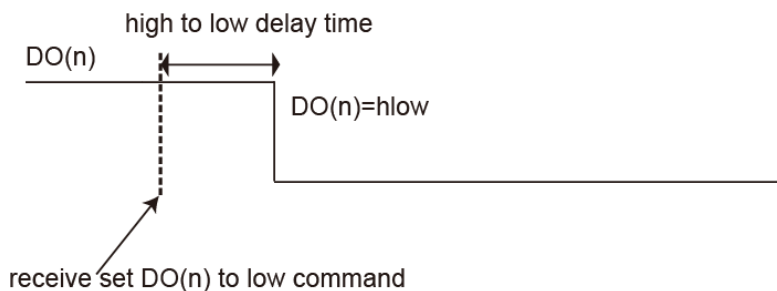 high to low delay time
DO(n)
DO(n)=hlow
receive set DO(n) to low command